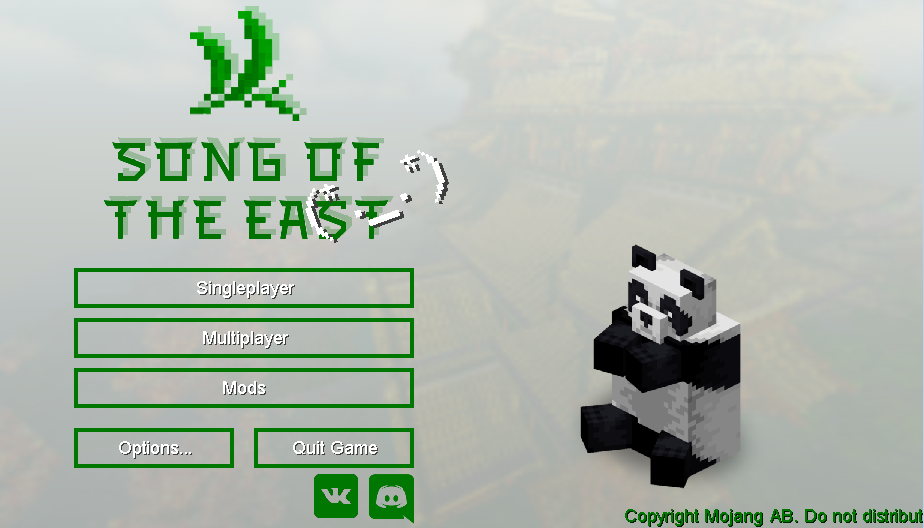 SONG OF
THE EAST
Singleplayer
Multiplayer
Mods
Options...
Quit Game
Copyright Mojang AB. Do not distribut